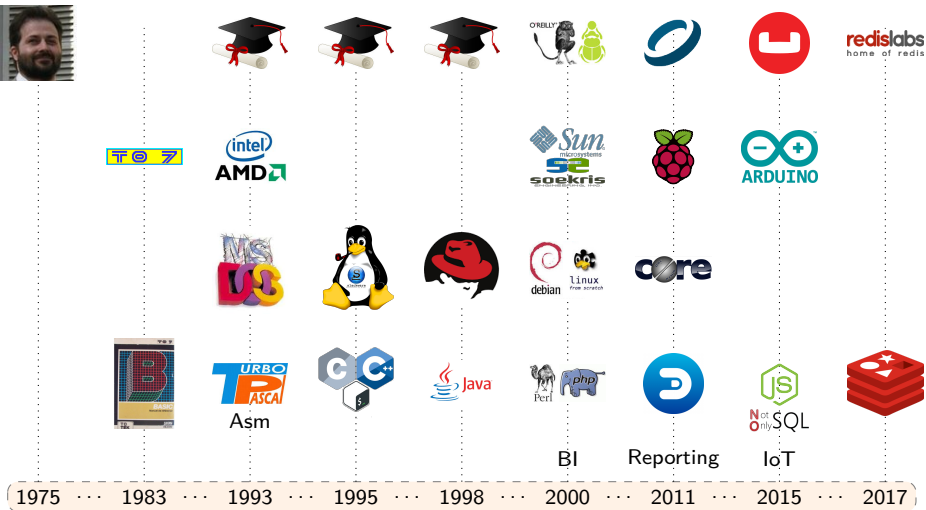 O'REILLY
redislabs
home of redis
TO 7
intel
AMD
Sun
microsystems
soekris
ENGINEERING, INC
ARDUINO
MS
DOS
debian
linux
from scratch
core
B
TURBO
PASCAL
Asm
C
C++
Java
Perl
php
JS
Not
Only SQL
BI
Reporting
IoT
1975 ··· 1983 ··· 1993 ··· 1995 ··· 1998 ··· 2000 ··· 2011 ··· 2015 ··· 2017